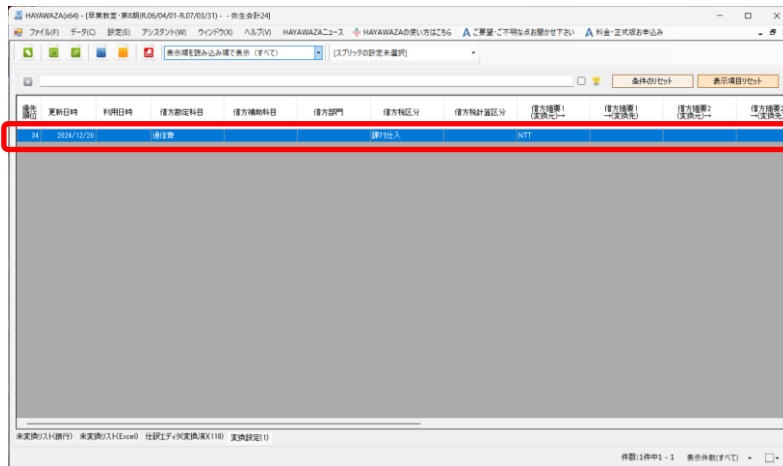 HAYAWAZA(x64) - [早業教室・第8期(R.06/04/01-R.07/03/31) - - 弥生会計24]
ファイル(F) データ(C) 設定(E) アシスタント(W) ウィンドウ(X) ヘルプ(V) HAYAWAZAニュース HAYAWAZAの使い方はこちら ご要望・ご不明な点お聞かせ下さい 料金・正式版お申込み
表示順を読み込み順で表示 (すべて) [スプリッタの設定未選択]
条件のリセット 表示項目リセット
優先順位 更新日時 利用日時 借方勘定科目 借方補助科目 借方部門 借方税区分 借方税計算区分 借方摘要1(変換元)→ 借方摘要1→(変換先) 借方摘要2(変換元)→ 借方摘要2→(変換先)
34 2024/12/20 通信費 課対仕入 NTT
未変換リスト(銀行) 未変換リスト(Excel) 仕訳エディタ(変換済)(118) 変換設定(1)
件数:1件中1 - 1 表示件数(すべて)